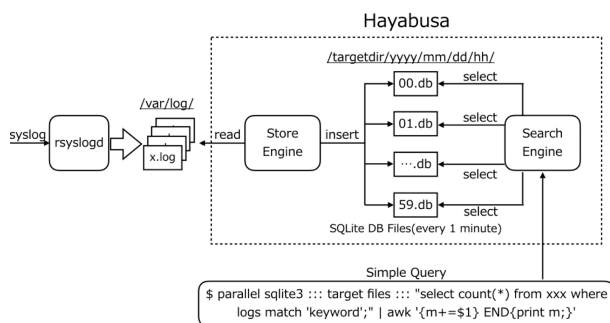 Hayabusa
/targetdir/yyyy/mm/dd/hh/
/var/log/
syslog
rsyslogd
x.log
read
Store
Engine
insert
00.db
select
01.db
select
….db
select
59.db
select
Search
Engine
SQLite DB Files(every 1 minute)
Simple Query
$ parallel sqlite3 ::: target files ::: "select count(*) from xxx where
logs match 'keyword';" | awk '{m+=$1} END{print m;}'